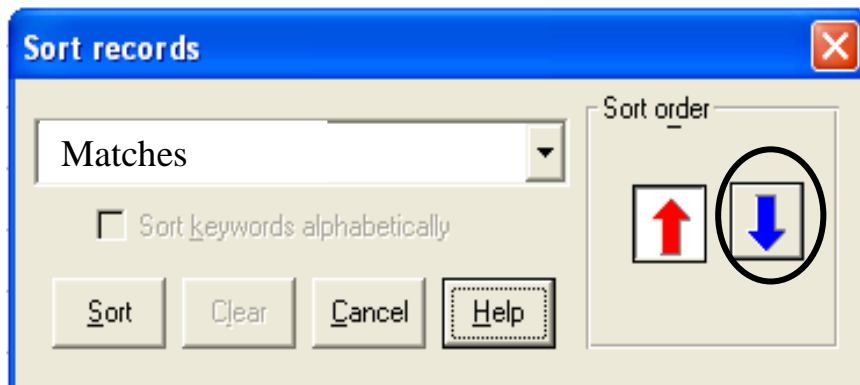 Sort records
Sort order
Matches
Sort keywords alphabetically
Sort Clear Cancel Help